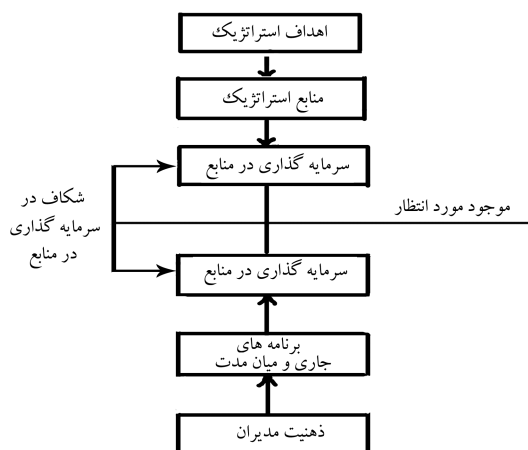 اهداف استراتژیک
منابع استراتژیک
سرمایه گذاری در منابع
شکاف در
سرمایه گذاری
در منابع
موجود مورد انتظار
سرمایه گذاری در منابع
برنامه های
جاری و میان مدت
ذهنیت مدیران